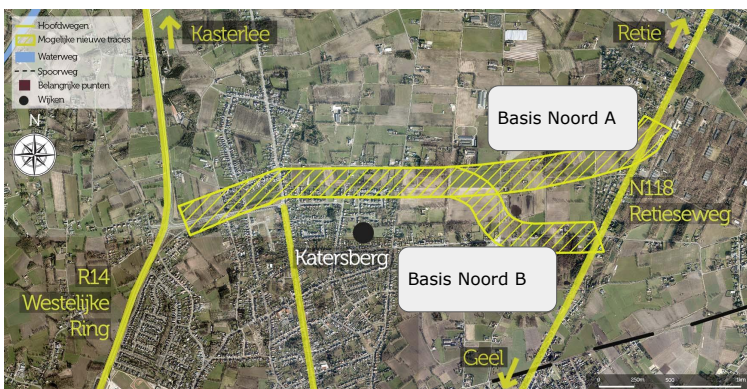 Hoofdwegen
Mogelijke nieuwe tracés
Waterweg
Spoorweg
Belangrijke punten
Wijken
N
Kasterlee
Retie
Basis Noord A
N118
Retieseweg
Katersberg
Basis Noord B
R14
Westelijke
Ring
Geel
0 250m 500